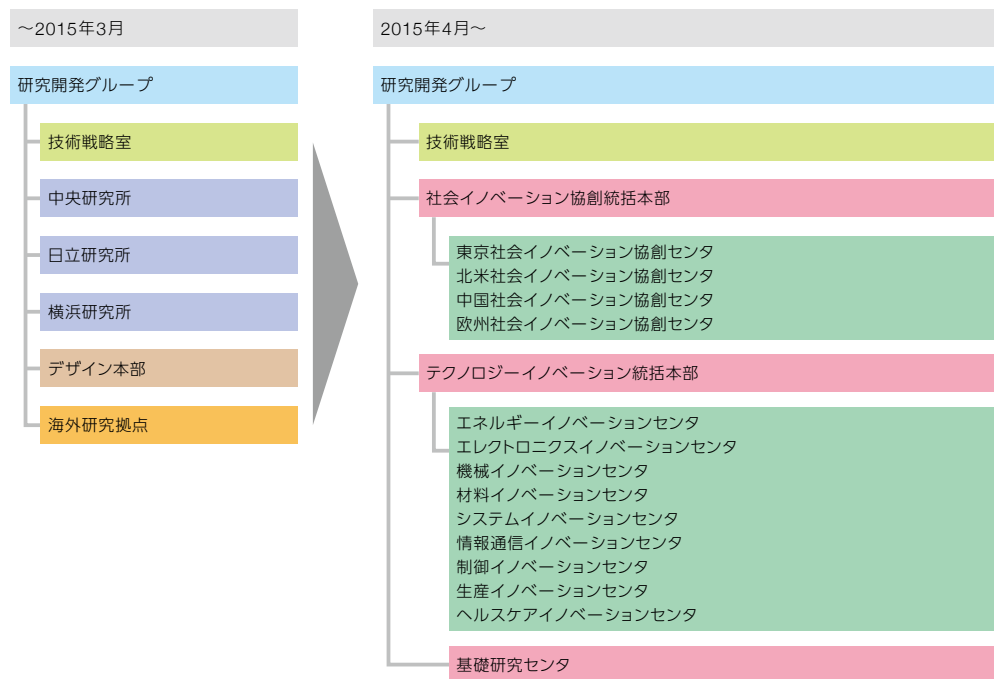 ～2015年3月
研究開発グループ
技術戦略室
中央研究所
日立研究所
横浜研究所
デザイン本部
海外研究拠点
2015年4月～
研究開発グループ
技術戦略室
社会イノベーション協創統括本部
東京社会イノベーション協創センタ
北米社会イノベーション協創センタ
中国社会イノベーション協創センタ
欧州社会イノベーション協創センタ
テクノロジーイノベーション統括本部
エネルギーイノベーションセンタ
エレクトロニクスイノベーションセンタ
機械イノベーションセンタ
材料イノベーションセンタ
システムイノベーションセンタ
情報通信イノベーションセンタ
制御イノベーションセンタ
生産イノベーションセンタ
ヘルスケアイノベーションセンタ
基礎研究センタ